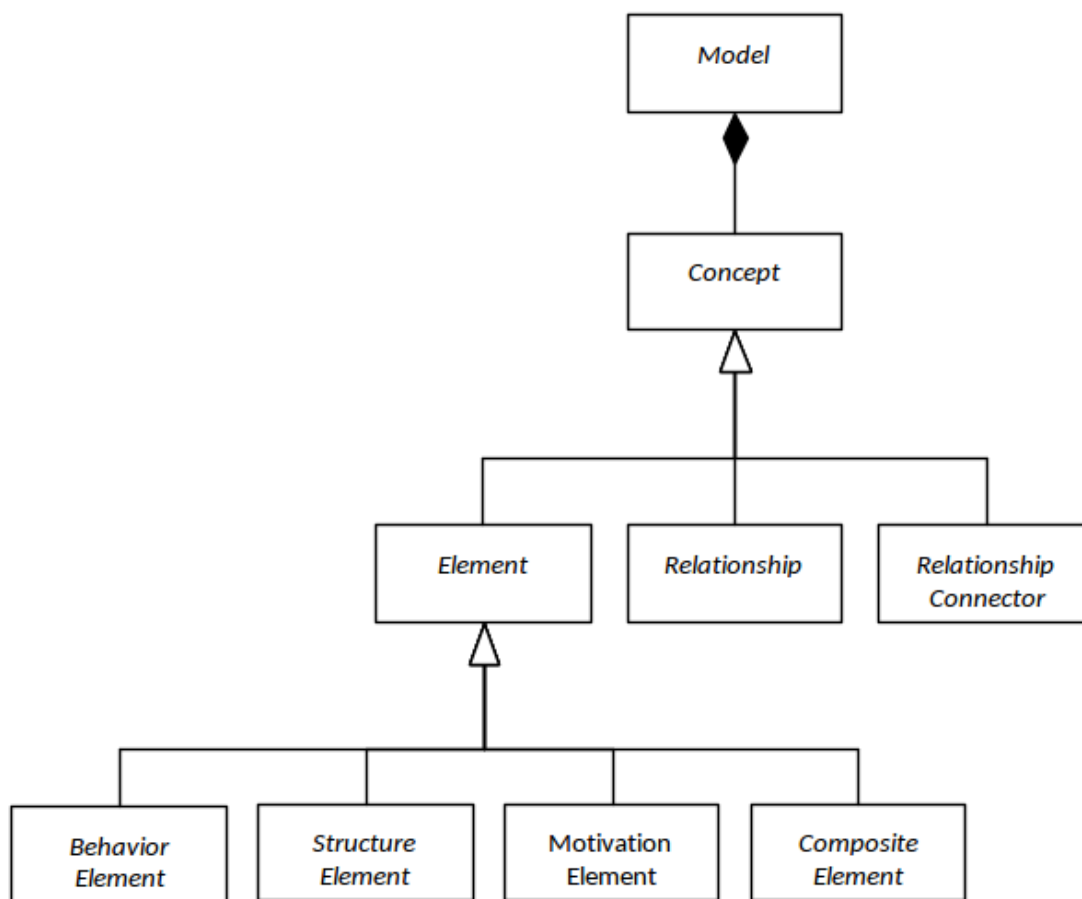 Model
Concept
Element
Relationship
Relationship
Connector
Behavior
Element
Structure
Element
Motivation
Element
Composite
Element